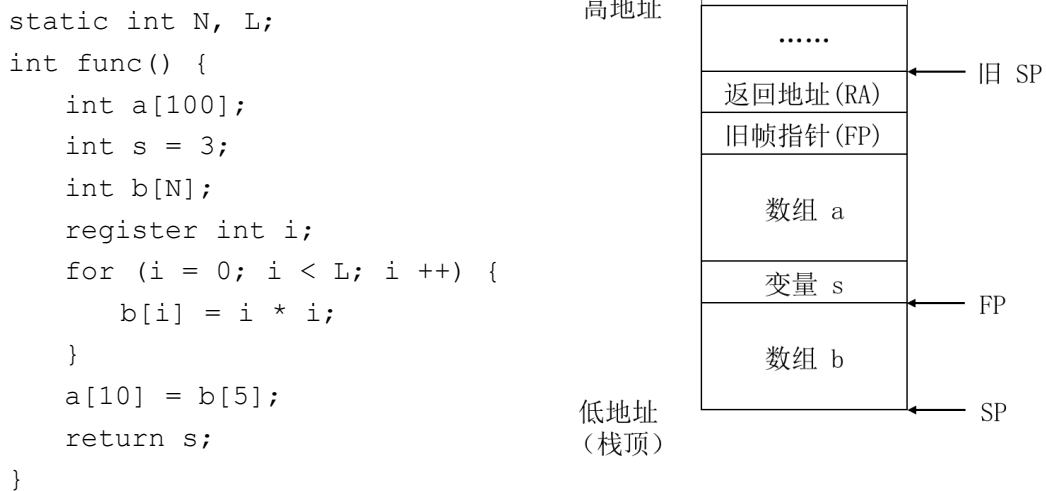 static int N, L;
int func() {
int a[100];
int s = 3;
int b[N];
register int i;
for (i = 0; i < L; i ++) {
b[i] = i * i;
}
a[10] = b[5];
return s;
}
高地址
……
旧 SP
返回地址(RA)
旧帧指针(FP)
数组 a
变量 s
FP
数组 b
低地址
(栈顶)
SP